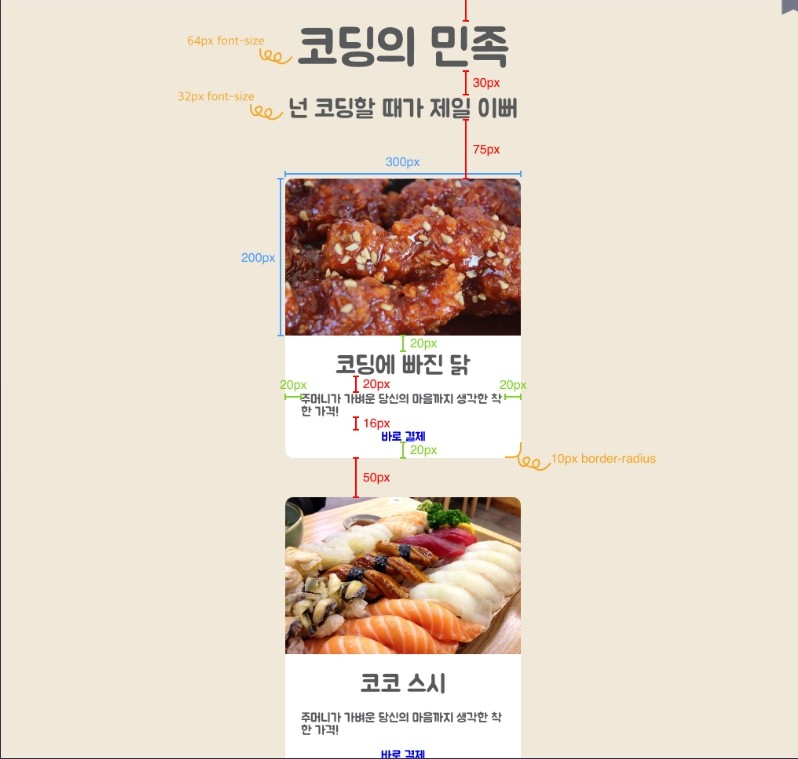 64px font-size
코딩의 민족
30px
32px font-size
넌 코딩할 때가 제일 이뻐
75px
300px
200px
20px
코딩에 빠진 닭
20px
20px
20px
주머니가 가벼운 당신의 마음까지 생각한 착
한 가격!
16px
바로 결제
20px
10px border-radius
50px
코코 스시
주머니가 가벼운 당신의 마음까지 생각한 착
한 가격!
바로 결제